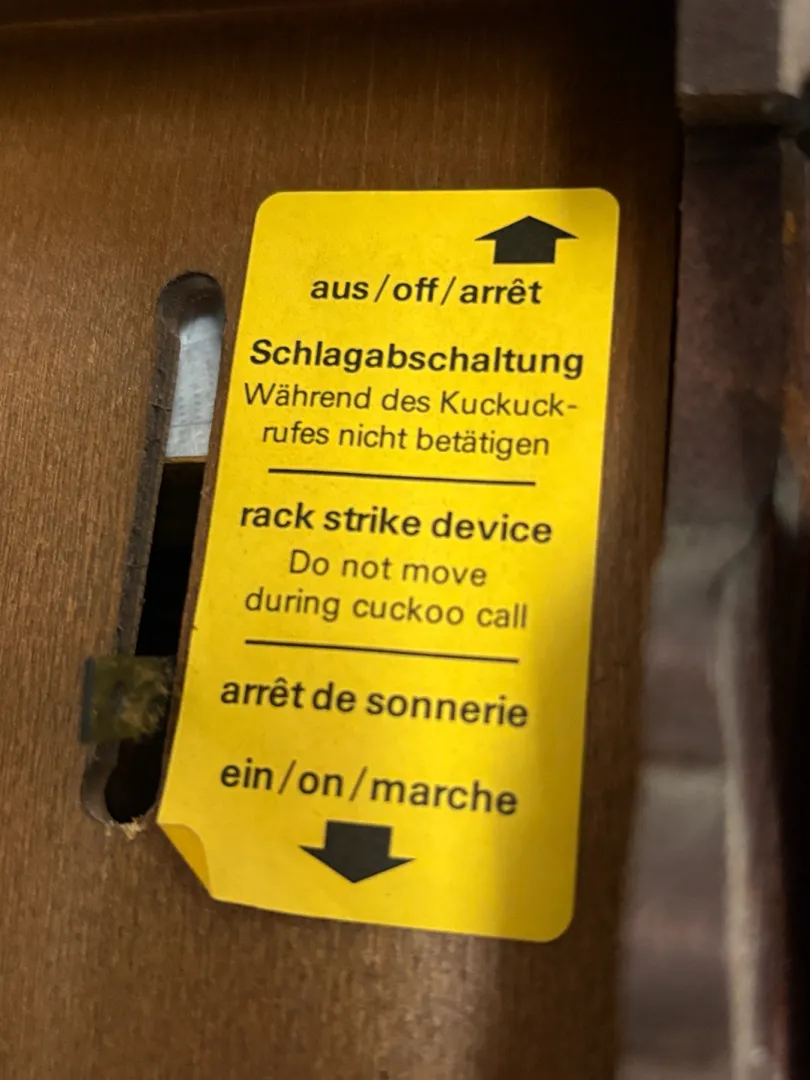 aus/off/arrêt
Schlagabschaltung
Während des Kuckuck-
rufes nicht betätigen
rack strike device
Do not move
during cuckoo call
arrêt de sonnerie
ein/on/marche